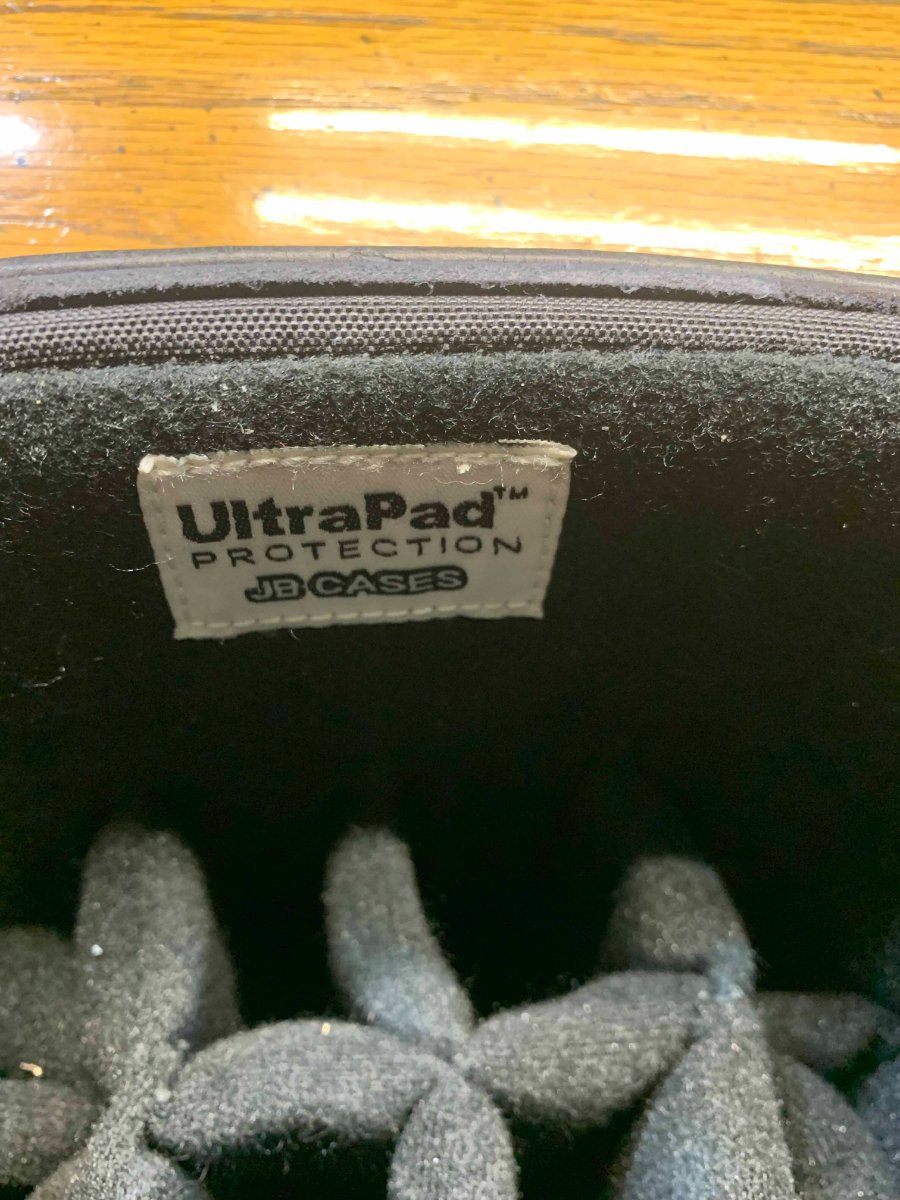 UltraPad™
PROTECTION
JB CASES